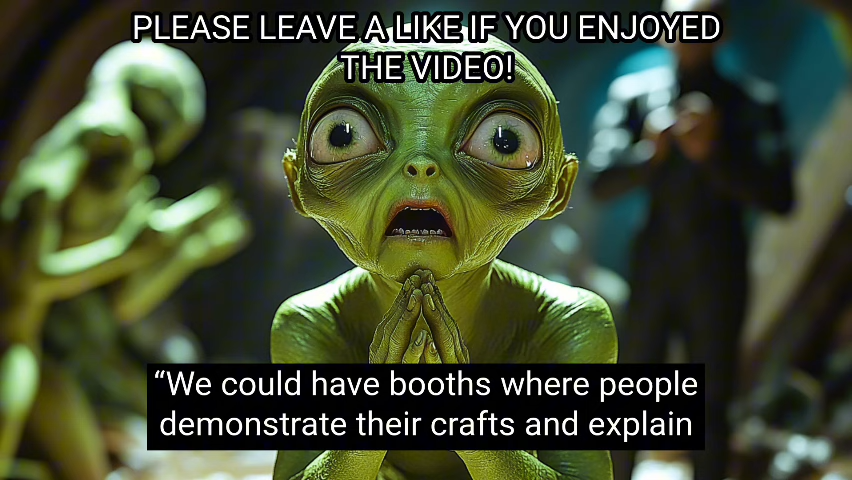 PLEASE LEAVE A LIKE IF YOU ENJOYED
THE VIDEO!
“We could have booths where people
demonstrate their crafts and explain